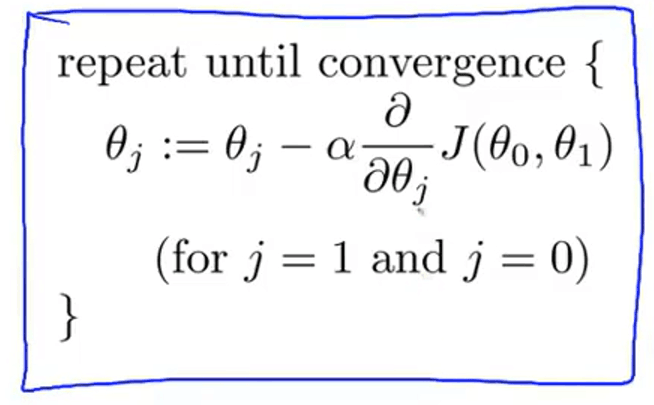 repeat until convergence {
θ_j := θ_j − α ∂/∂θ_j J(θ_0, θ_1)
(for j = 1 and j = 0)
}